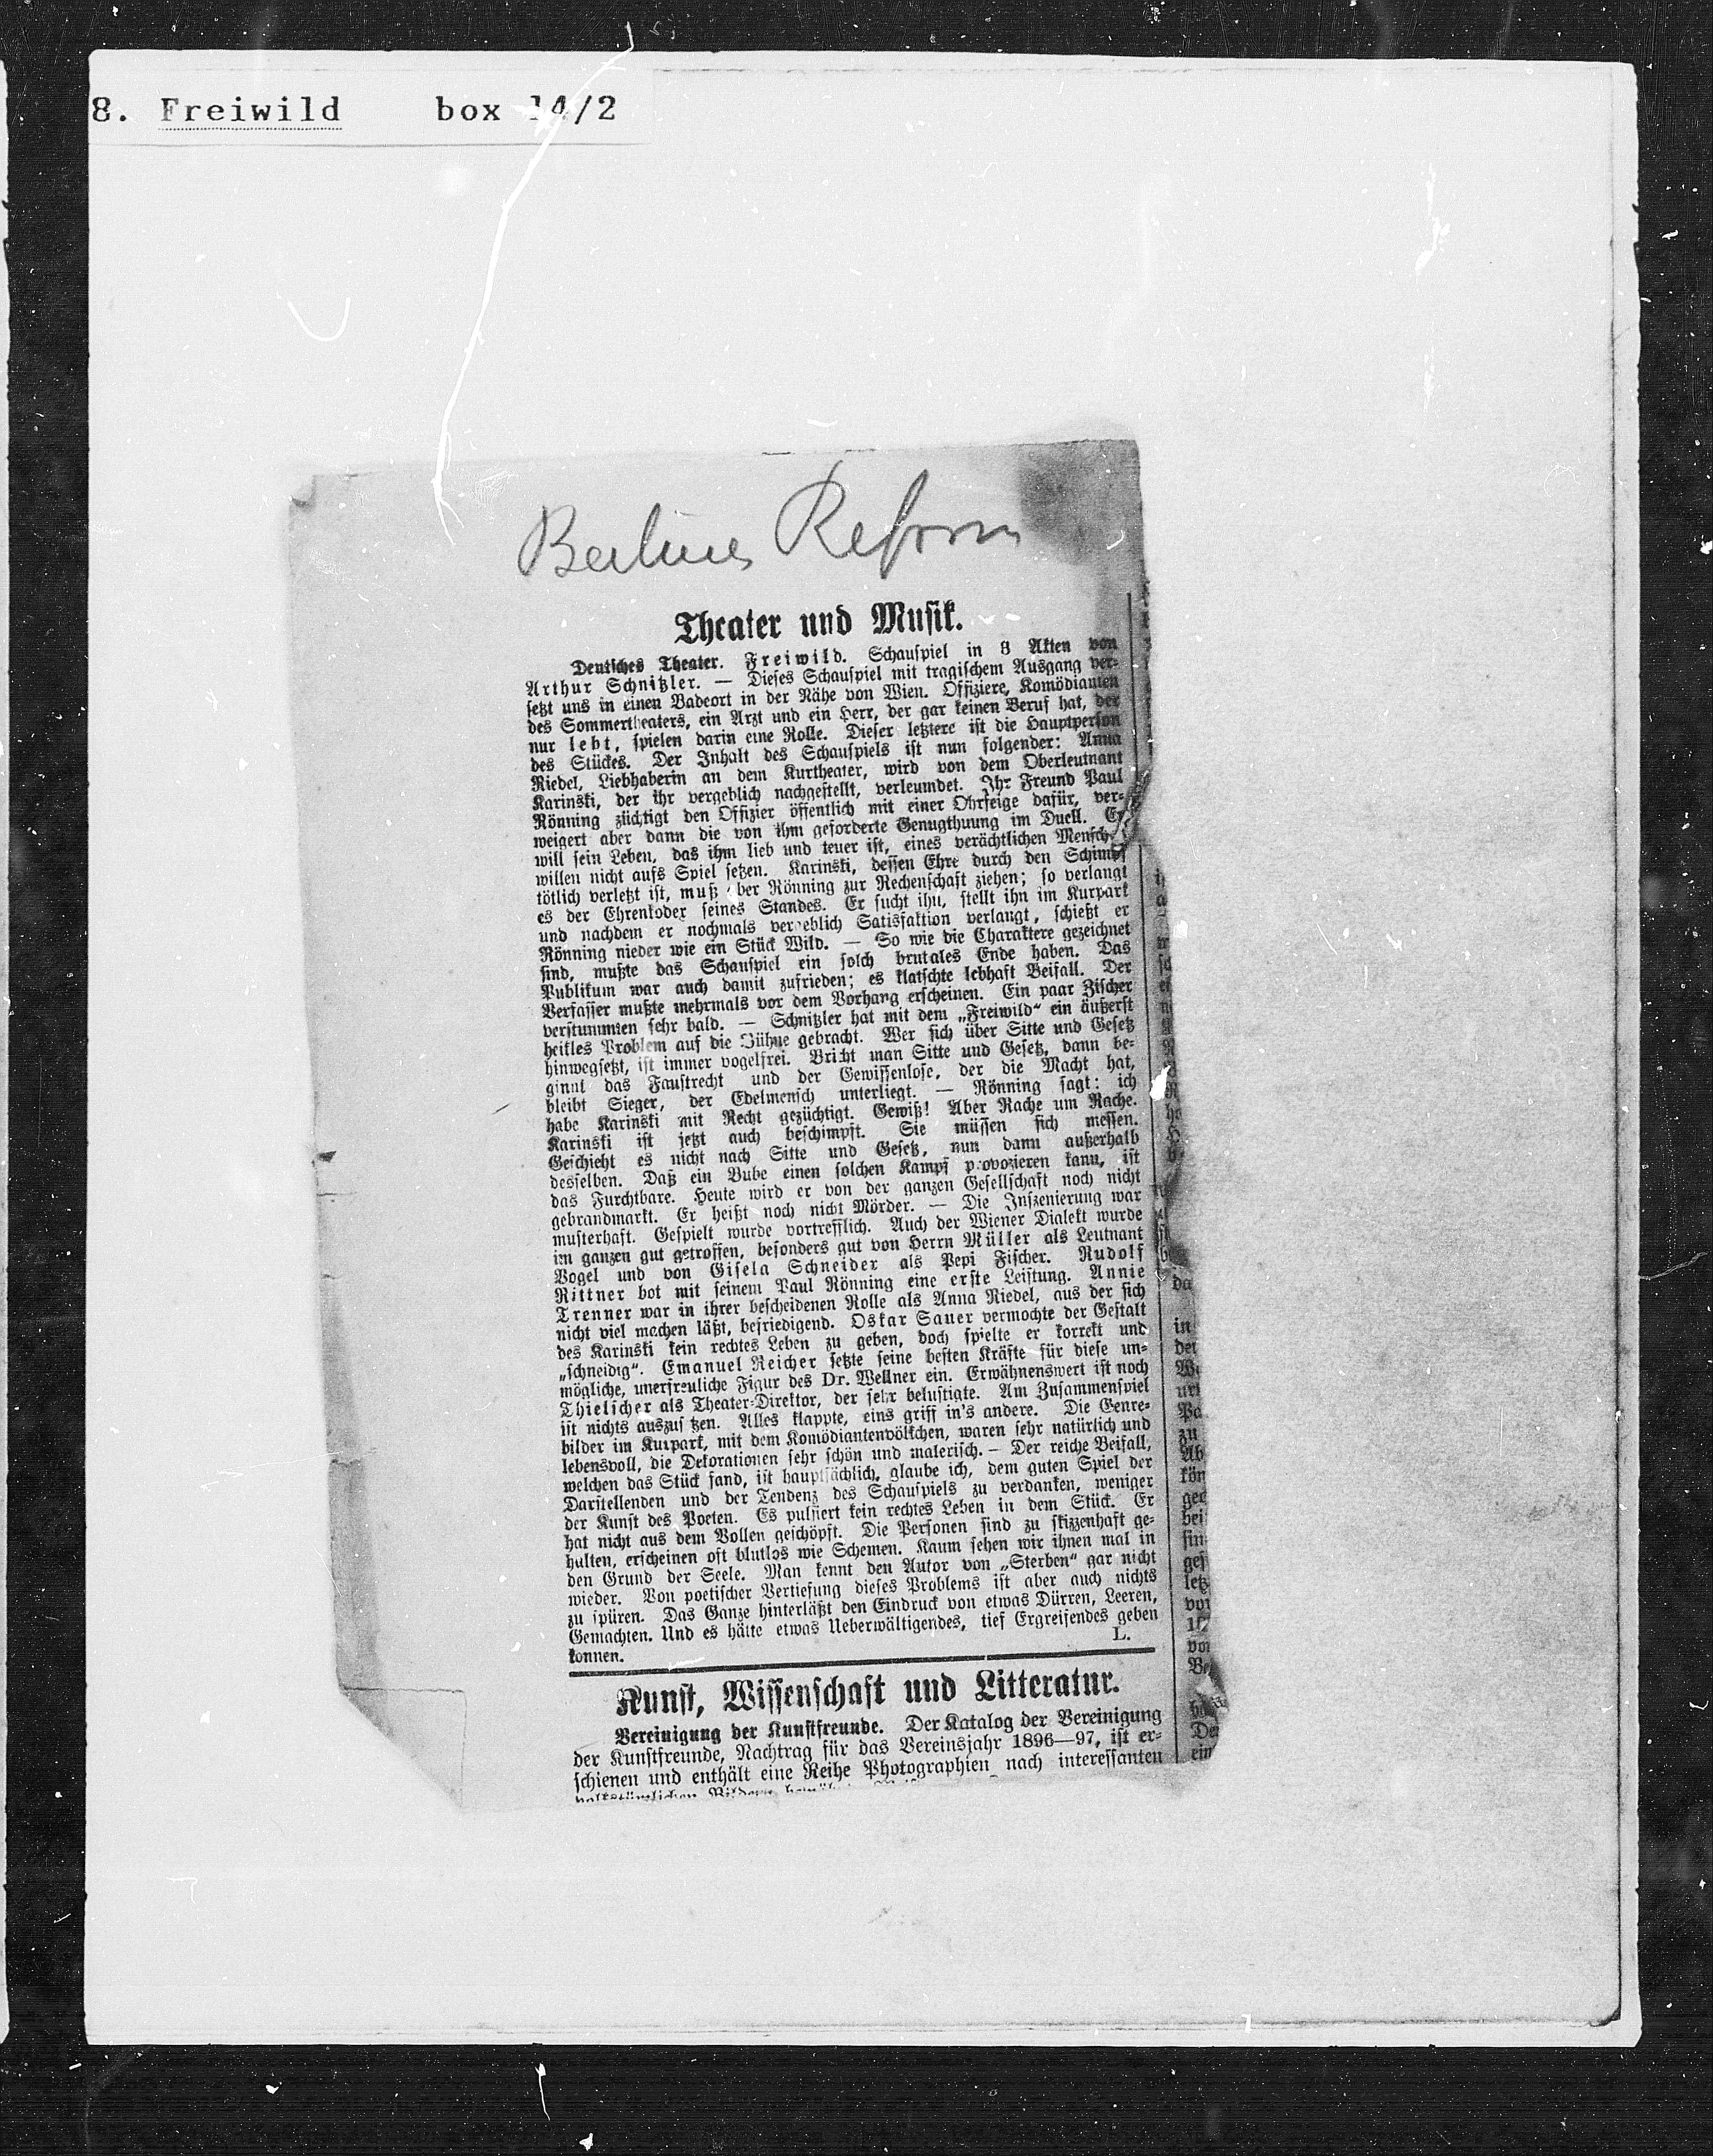 8. Freiwild box 14/2
Berliner Reform
Theater und Musik.
Deutsches Theater. Freiwild. Schauspiel in 3 Akten von
Arthur Schnitzler. — Dieses Schauspiel mit tragischem Ausgang ver-
setzt uns in einen Badeort in der Nähe von Wien. Offiziere, Komödianten
des Sommertheaters, ein Arzt und ein Herr, der gar keinen Beruf hat, der
nur lebt, spielen darin eine Rolle. Dieser letztere ist die Hauptperson
des Stückes. Der Inhalt des Schauspiels ist nun folgender: Anna
Riedel, Liebhaberin an dem Kurtheater, wird von dem Oberleutnant
Karinski, der ihr vergeblich nachgestellt, verleumdet. Ihr Freund Paul
Rönning züchtigt den Offizier öffentlich mit einer Ohrfeige dafür, ver-
weigert aber dann die von ihm geforderte Genugthuung im Duell. Er
will sein Leben, das ihm lieb und teuer ist, eines verächtlichen Mensch
willen nicht aufs Spiel setzen. Karinski, dessen Ehre durch den Schimpf
tötlich verletzt ist, muß ber Rönning zur Rechenschaft ziehen; so verlangt
es der Ehrenkodex seines Standes. Er sucht ihn, stellt ihn im Kurpark
und nachdem er nochmals vergeblich Satisfaktion verlangt, schießt er
Rönning nieder wie ein Stück Wild. — So wie die Charaktere gezeichnet
sind, mußte das Schauspiel ein solch brutales Ende haben. Das
Publikum war auch damit zufrieden; es klatschte lebhaft Beifall. Der
Verfasser mußte mehrmals vor dem Vorhang erscheinen. Ein paar Zischer
verstummten sehr bald. — Schnitzler hat mit dem „Freiwild“ ein äußerst
heikles Problem auf die Bühne gebracht. Wer sich über Sitte und Gesetz
hinwegsetzt, ist immer vogelfrei. Bricht man Sitte und Gesetz, dann be-
ginnt das Faustrecht und der Gewissenlose, der die Macht hat,
bleibt Sieger, der Edelmensch unterliegt. — Rönning sagt: ich
habe Karinski mit Recht gezüchtigt. Gewiß! Aber Rache um Rache.
Karinski ist jetzt auch beschimpft. Sie müssen sich messen.
Geschieht es nicht nach Sitte und Gesetz, nun dann außerhalb
desselben. Daß ein Bube einen solchen Kampf provozieren kann, ist
das Furchtbare. Heute wird er von der ganzen Gesellschaft noch nicht
gebrandmarkt. Er heißt noch nicht Mörder. — Die Inszenierung war
musterhaft. Gespielt wurde vortrefflich. Auch der Wiener Dialekt wurde
im ganzen gut getroffen, besonders gut von Herrn Müller als Leutnant
Vogel und von Gisela Schneider als Pepi Fischer. Rudolf
Rittner bot mit seinem Paul Rönning eine erste Leistung. Annie
Trenner war in ihrer bescheidenen Rolle als Anna Riedel, aus der sich
nicht viel machen läßt, befriedigend. Oskar Sauer vermochte der Gestalt
des Karinski kein rechtes Leben zu geben, doch spielte er korrekt und
„schneidig“. Emanuel Reicher setzte seine besten Kräfte für diese un-
mögliche, unerfreuliche Figur des Dr. Wellner ein. Erwähnenswert ist noch
Thielscher als Theater-Direktor, der sehr belustigte. Am Zusammenspiel
ist nichts auszus tzen. Alles klappte, eins griff in's andere. Die Genre-
bilder im Kurpark, mit dem Komödiantenvölkchen, waren sehr natürlich und
lebensvoll, die Dekorationen sehr schön und malerisch. — Der reiche Beifall,
welchen das Stück fand, ist hauptsächlich, glaube ich, dem guten Spiel der
Darstellenden und der Tendenz des Schauspiels zu verdanken, weniger
der Kunst des Poeten. Es pulsiert kein rechtes Leben in dem Stück. Er
hat nicht aus dem Vollen geschöpft. Die Personen sind zu skizzenhaft ge-
halten, erscheinen oft blutlos wie Schemen. Kaum sehen wir ihnen mal in
den Grund der Seele. Man kennt den Autor von „Sterben“ gar nicht
wieder. Von poetischer Vertiefung dieses Problems ist aber auch nichts
zu spüren. Das Ganze hinterläßt den Eindruck von etwas Dürren, Leeren,
Gemachten. Und es hätte etwas Ueberwältigendes, tief Ergreifendes geben
können. L.
Kunst, Wissenschaft und Litteratur.
Vereinigung der Kunstfreunde. Der Katalog der Vereinigung
der Kunstfreunde, Nachtrag für das Vereinsjahr 1896—97, ist er-
schienen und enthält eine Reihe Photographien nach interessanten